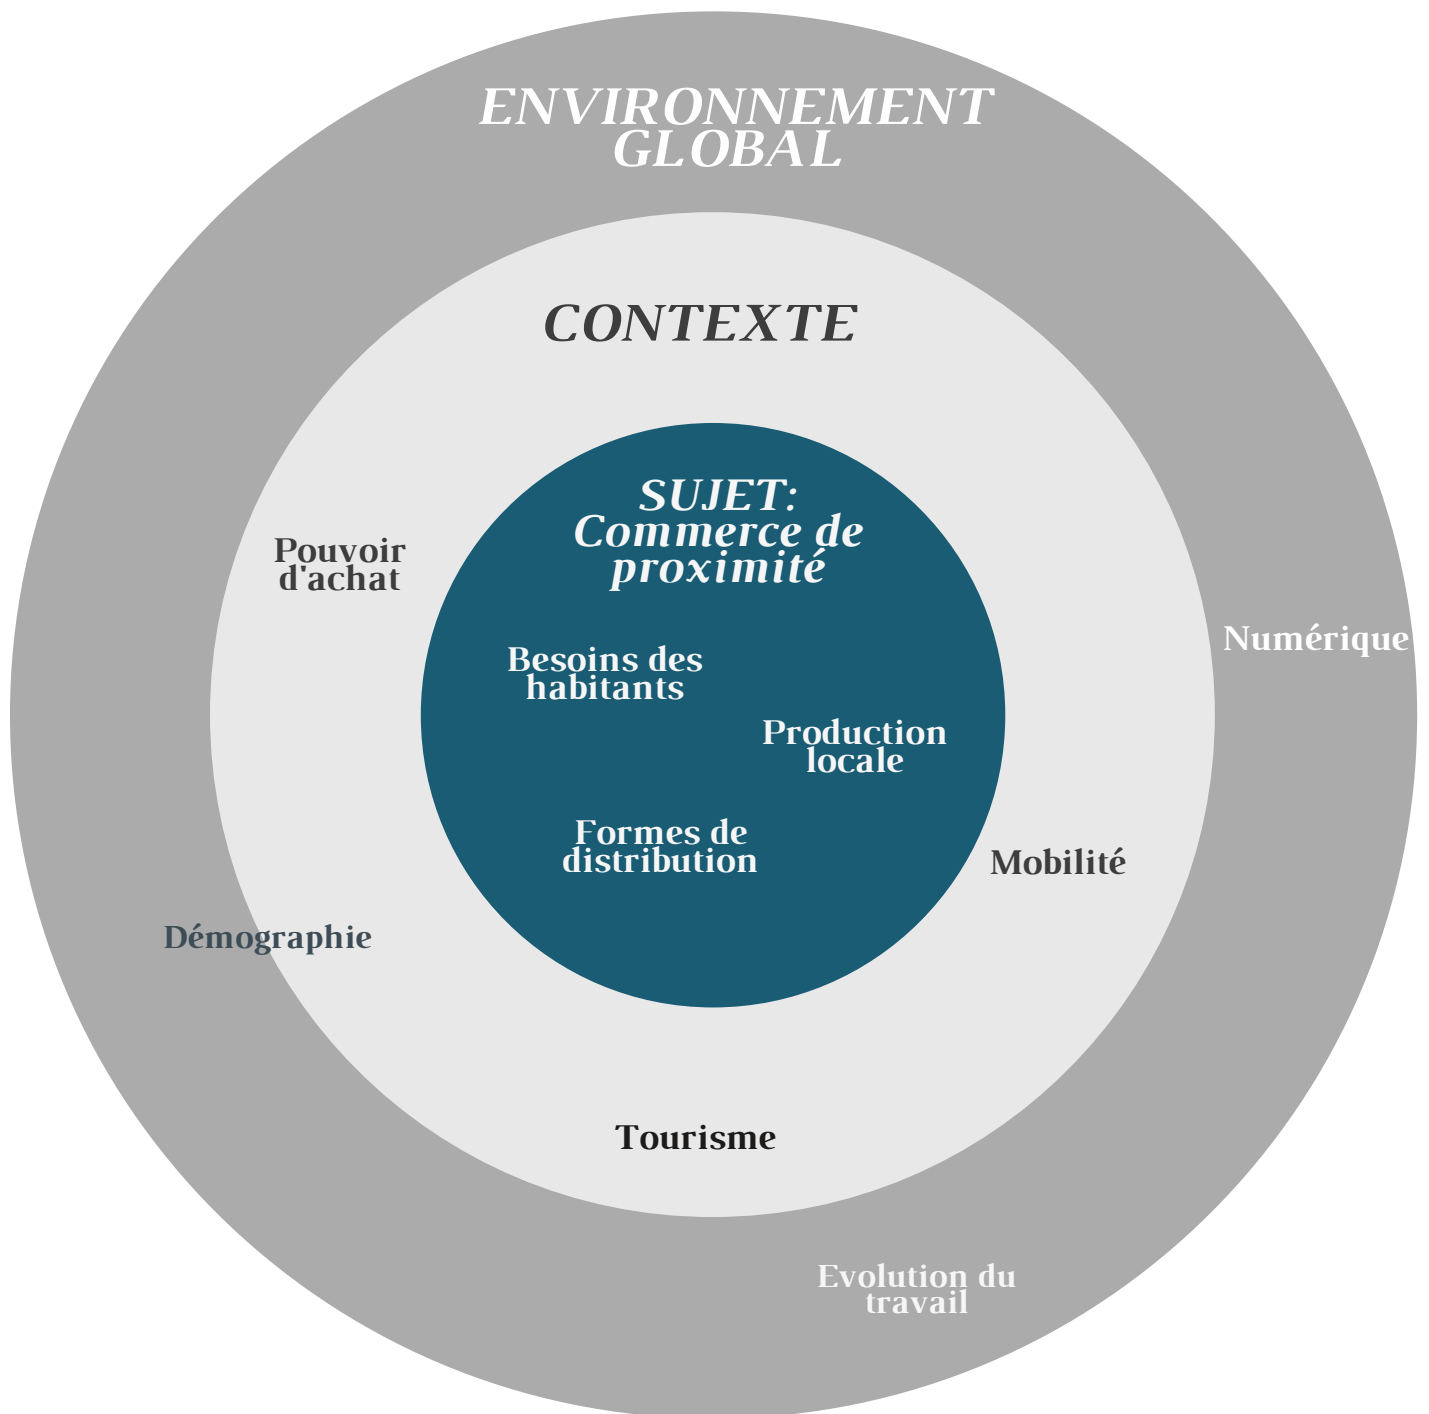 ENVIRONNEMENT
GLOBAL
CONTEXTE
SUJET:
Commerce de
proximité
Pouvoir
d'achat
Numérique
Besoins des
habitants
Production
locale
Formes de
distribution
Mobilité
Démographie
Tourisme
Evolution du
travail